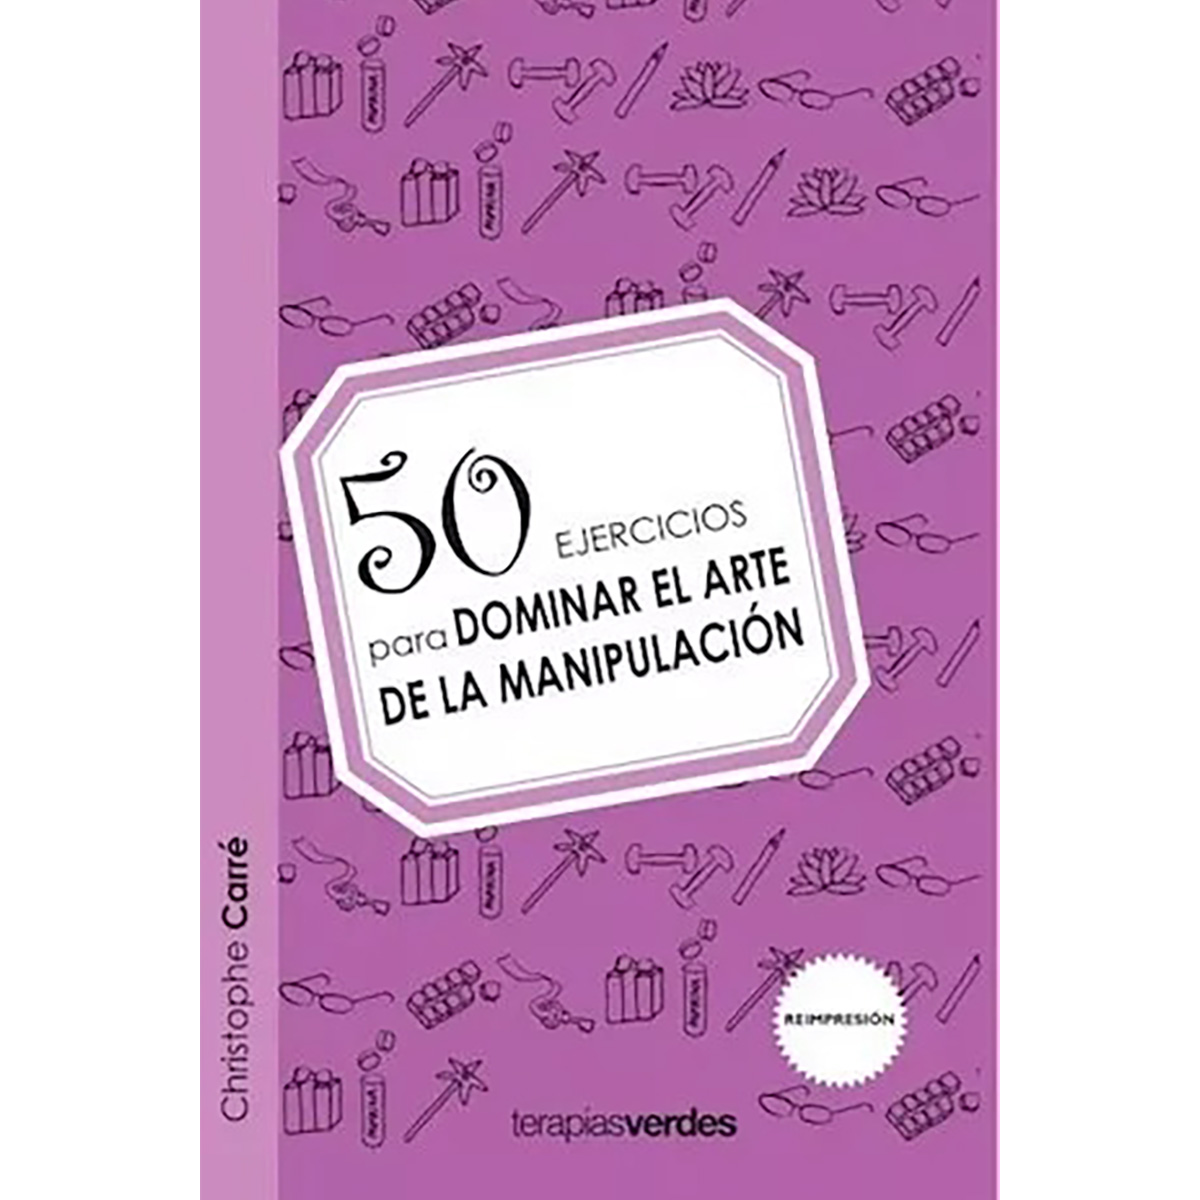 50 EJERCICIOS
para DOMINAR EL ARTE
DE LA MANIPULACIÓN
Christophe Carré
REIMPRESIÓN
terapiasverdes